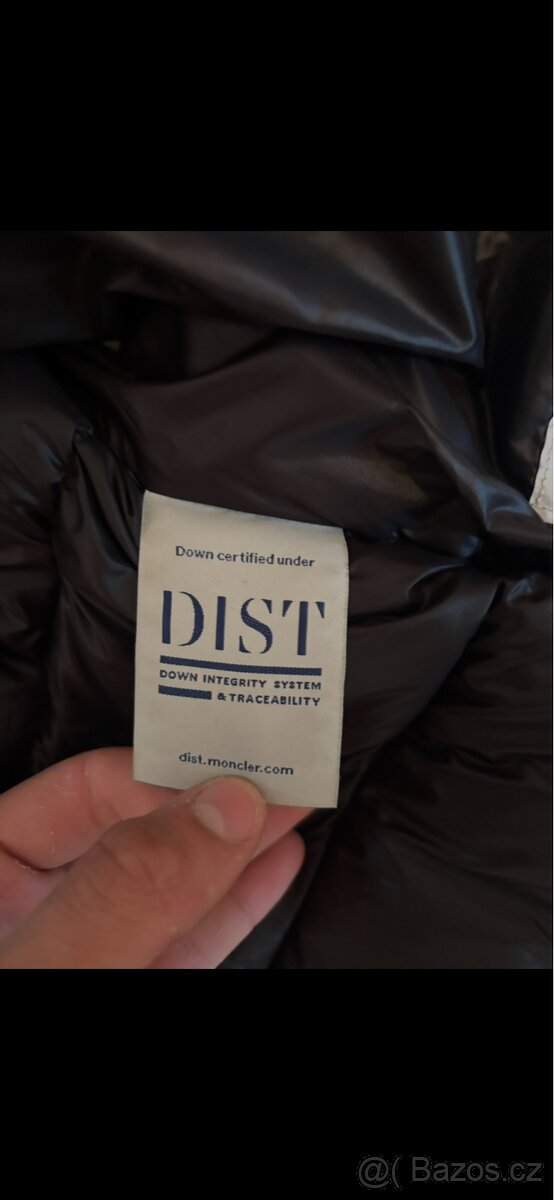 Down certified under
DIST
DOWN INTEGRITY SYSTEM
& TRACEABILITY
dist.moncler.com
@( Bazos.cz